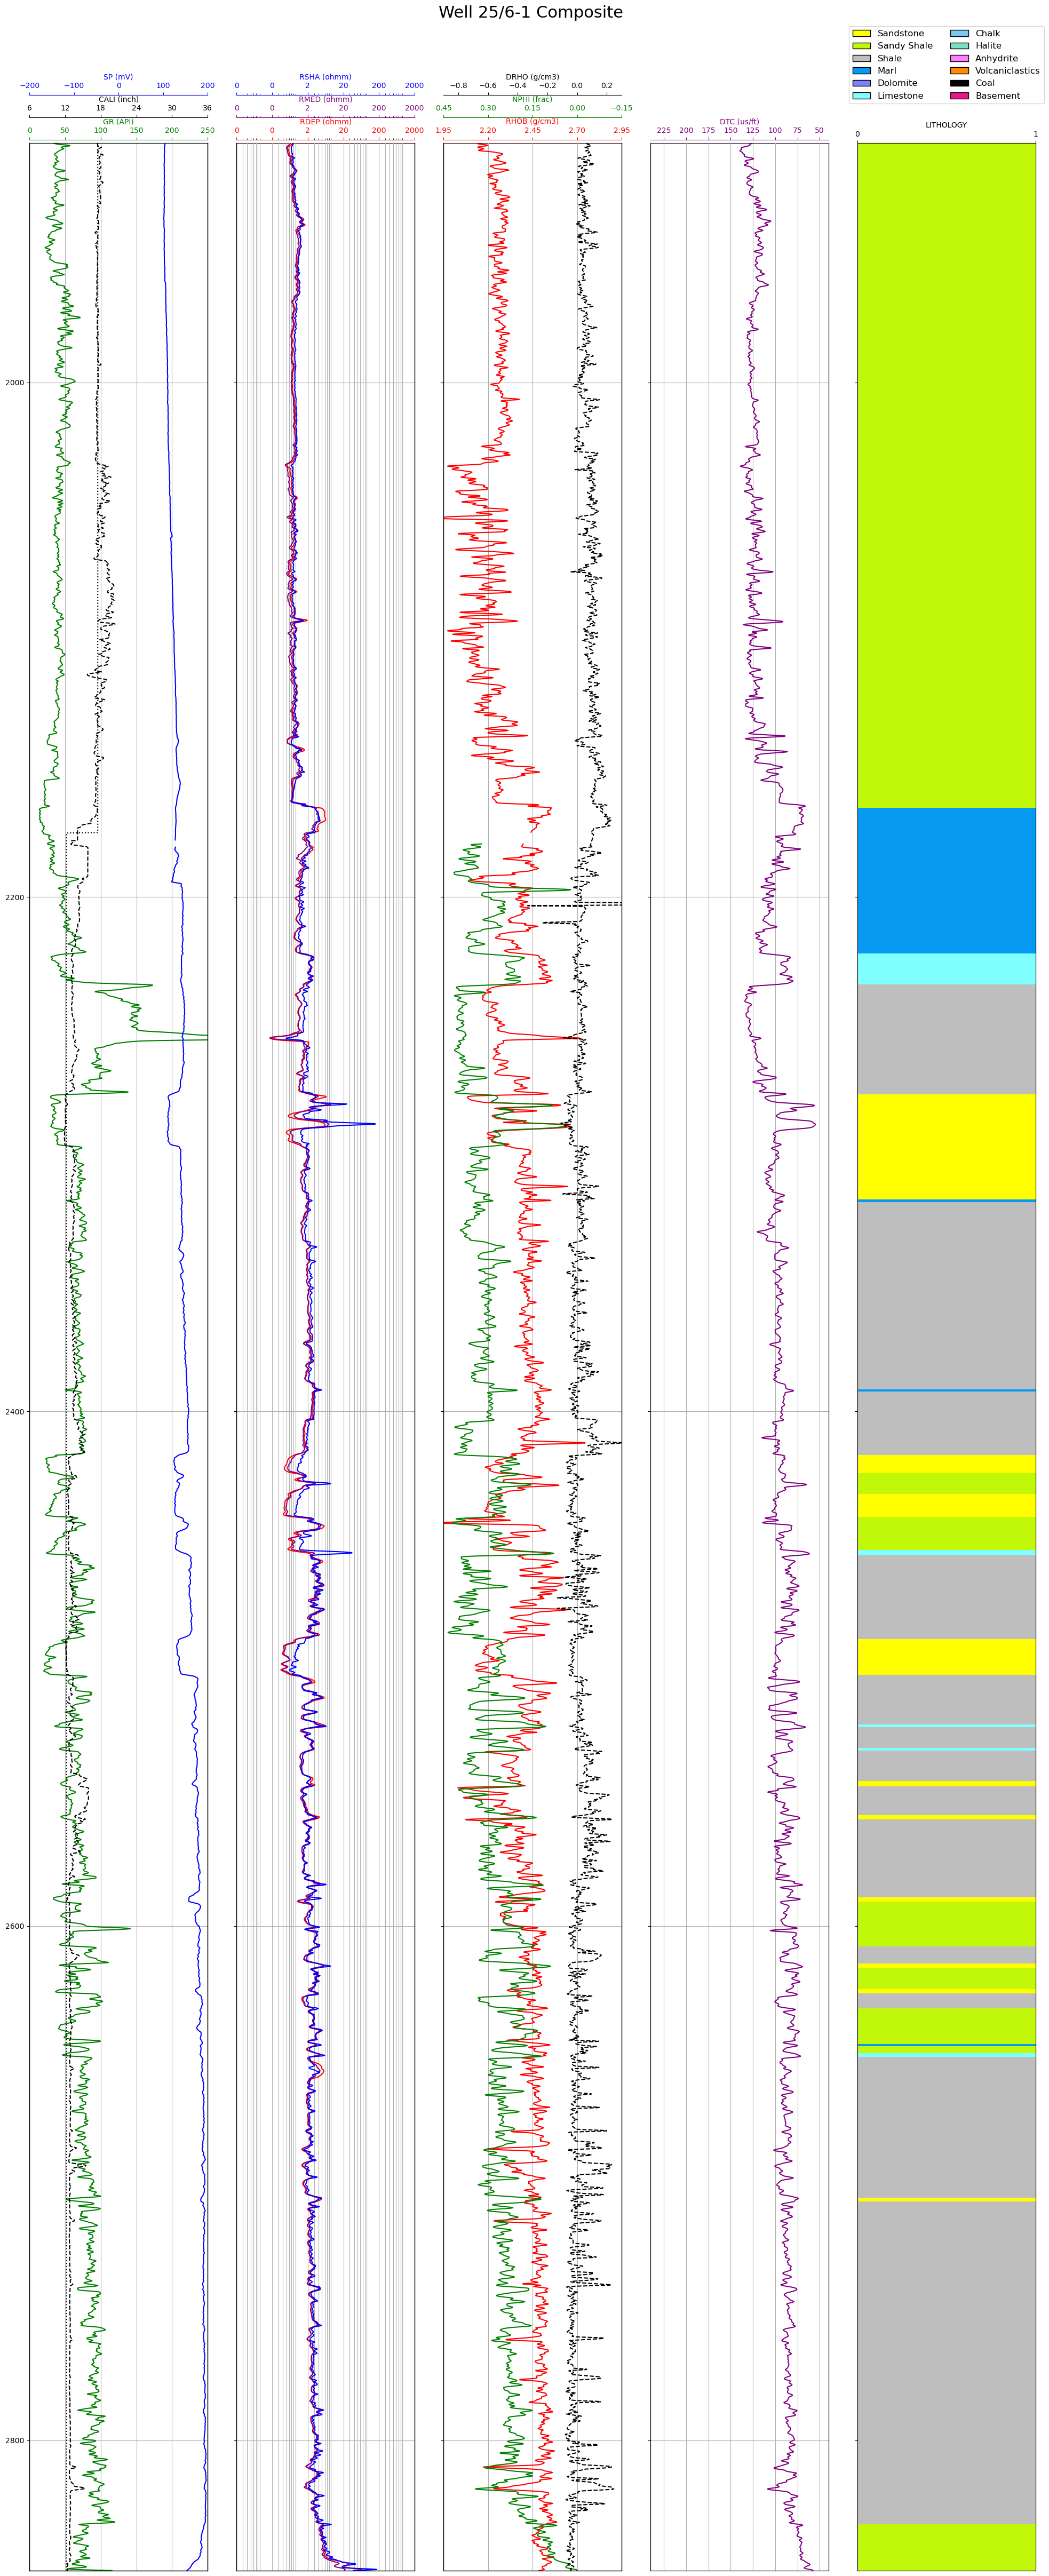 Well 25/6-1 Composite
Sandstone Chalk
Sandy Shale Halite
Shale Anhydrite
Marl Volcaniclastics
Dolomite Coal
Limestone Basement
SP (mV)
−200 −100 0 100 200
CALI (inch)
6 12 18 24 30 36
GR (API)
0 50 100 150 200 250
RSHA (ohmm)
0 0 2 20 200 2000
RMED (ohmm)
0 0 2 20 200 2000
RDEP (ohmm)
0 0 2 20 200 2000
DRHO (g/cm3)
−0.8 −0.6 −0.4 −0.2 0.0 0.2
NPHI (frac)
0.45 0.30 0.15 0.00 −0.15
RHOB (g/cm3)
1.95 2.20 2.45 2.70 2.95
DTC (us/ft)
225 200 175 150 125 100 75 50
LITHOLOGY
0 1
2000
2200
2400
2600
2800